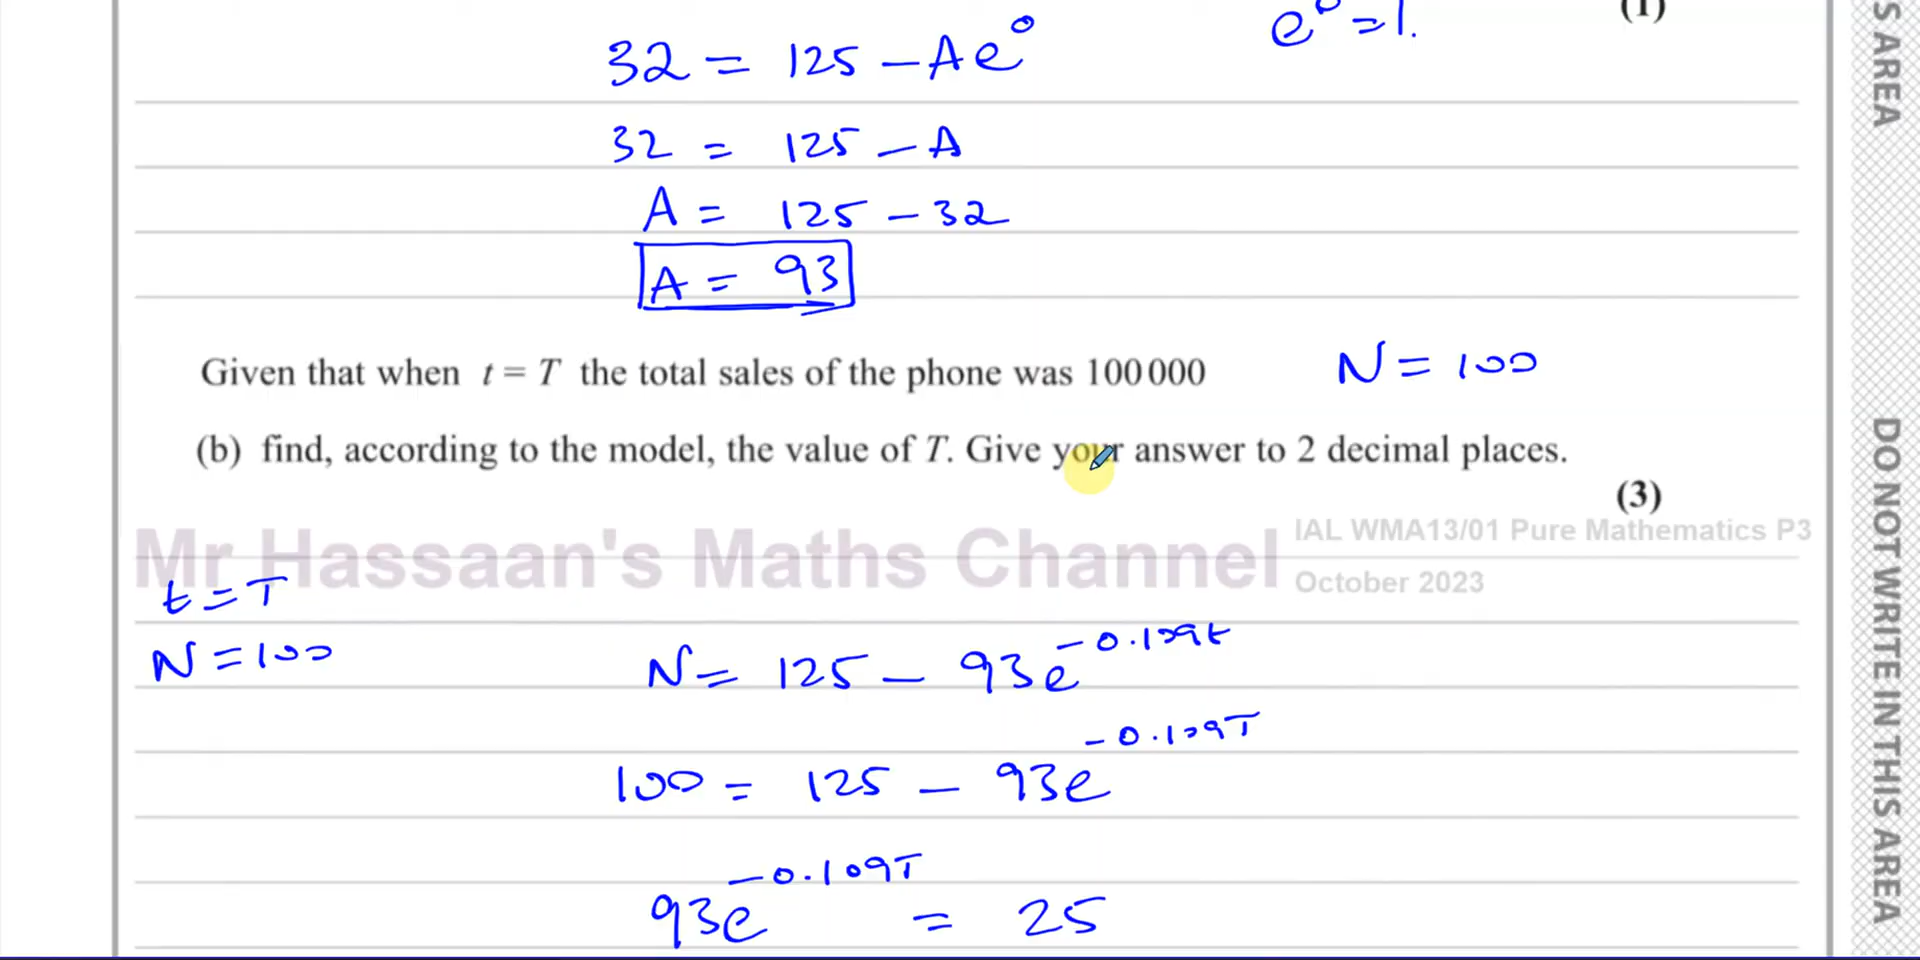 32 = 125 - Ae⁰
e⁰ = 1.
(1)
32 = 125 - A
A = 125 - 32
A = 93
Given that when t = T the total sales of the phone was 100 000
N = 100
(b) find, according to the model, the value of T. Give your answer to 2 decimal places.
(3)
Mr Hassaan's Maths Channel
IAL WMA13/01 Pure Mathematics P3
October 2023
t = T
N = 100
N = 125 - 93e^-0.109t
100 = 125 - 93e^-0.109T
93e^-0.109T = 25
S AREA
DO NOT WRITE IN THIS AREA